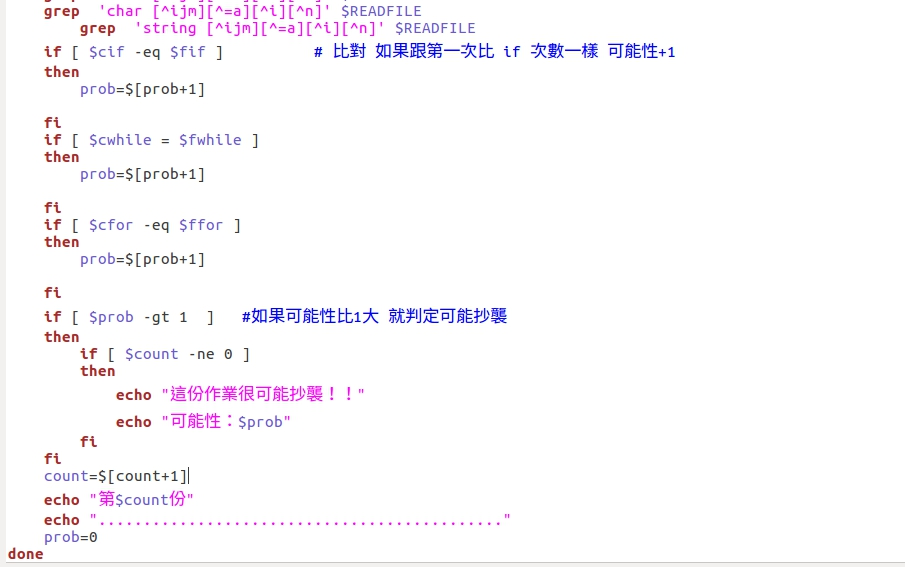 grep  'char [^ijm][^=a][^i][^n]' $READFILE
        grep  'string [^ijm][^=a][^i][^n]' $READFILE
    if [ $cif -eq $fif ]          # 比對 如果跟第一次比 if 次數一樣 可能性+1
    then
        prob=$[prob+1]

    fi
    if [ $cwhile = $fwhile ]
    then
        prob=$[prob+1]

    fi
    if [ $cfor -eq $ffor ]
    then
        prob=$[prob+1]

    fi
    if [ $prob -gt 1  ]   #如果可能性比1大 就判定可能抄襲
    then
        if [ $count -ne 0 ]
        then
            echo "這份作業很可能抄襲！！"
            echo "可能性：$prob"
        fi
    fi
    count=$[count+1]
    echo "第$count份"
    echo "............................................."
    prob=0
done